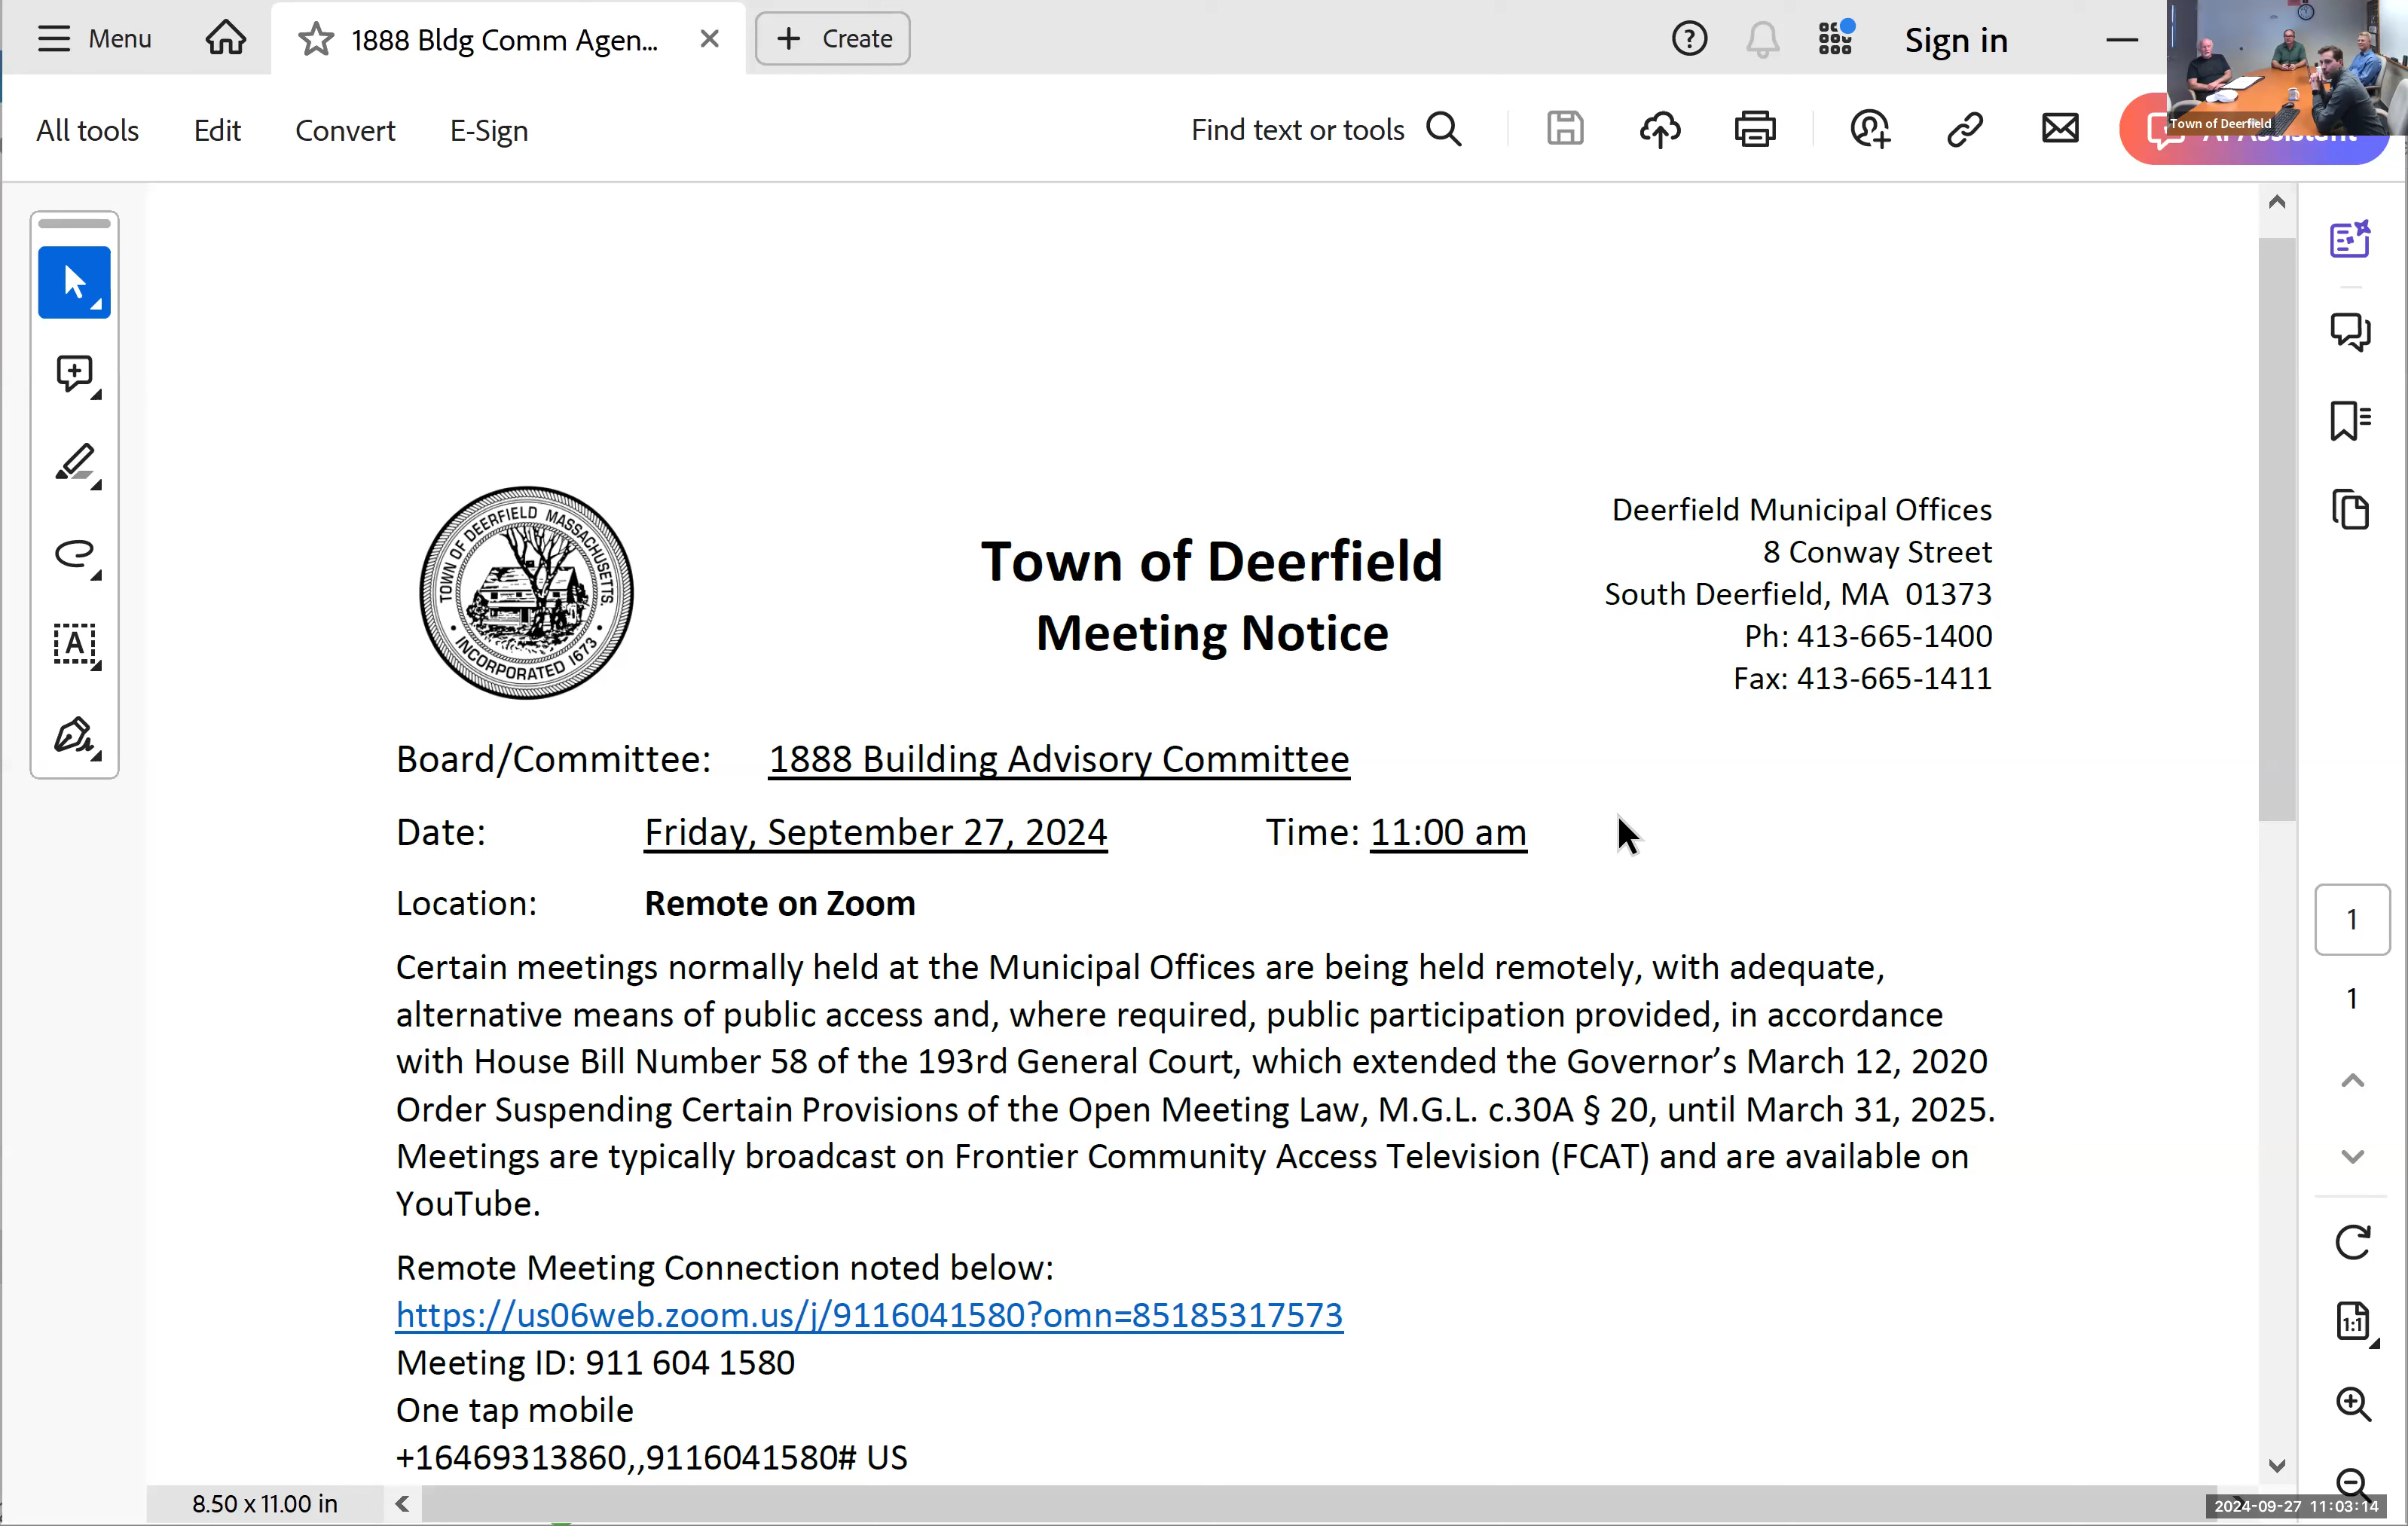 Menu
1888 Bldg Comm Agen...
Create
Sign in
Town of Deerfield
All tools
Edit
Convert
E-Sign
Find text or tools
AI Assistant
TOWN OF DEERFIELD MASSACHUSETTS.
• INCORPORATED 1673 •
Town of Deerfield
Meeting Notice
Deerfield Municipal Offices
8 Conway Street
South Deerfield, MA 01373
Ph: 413-665-1400
Fax: 413-665-1411
Board/Committee: 1888 Building Advisory Committee
Date: Friday, September 27, 2024 Time: 11:00 am
Location: Remote on Zoom
Certain meetings normally held at the Municipal Offices are being held remotely, with adequate,
alternative means of public access and, where required, public participation provided, in accordance
with House Bill Number 58 of the 193rd General Court, which extended the Governor’s March 12, 2020
Order Suspending Certain Provisions of the Open Meeting Law, M.G.L. c.30A § 20, until March 31, 2025.
Meetings are typically broadcast on Frontier Community Access Television (FCAT) and are available on
YouTube.
Remote Meeting Connection noted below:
https://us06web.zoom.us/j/9116041580?omn=85185317573
Meeting ID: 911 604 1580
One tap mobile
+16469313860,,9116041580# US
1
1
1:1
A
8.50 x 11.00 in
2024-09-27 11:03:14